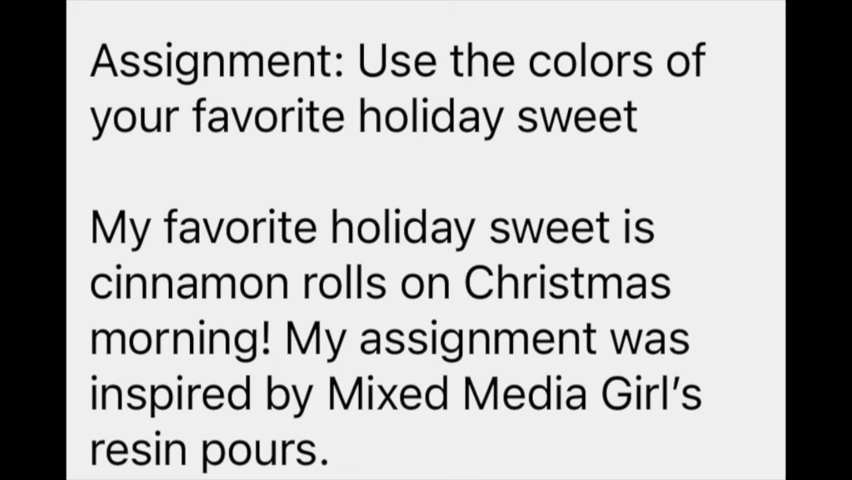 Assignment: Use the colors of
your favorite holiday sweet
My favorite holiday sweet is
cinnamon rolls on Christmas
morning! My assignment was
inspired by Mixed Media Girl’s
resin pours.